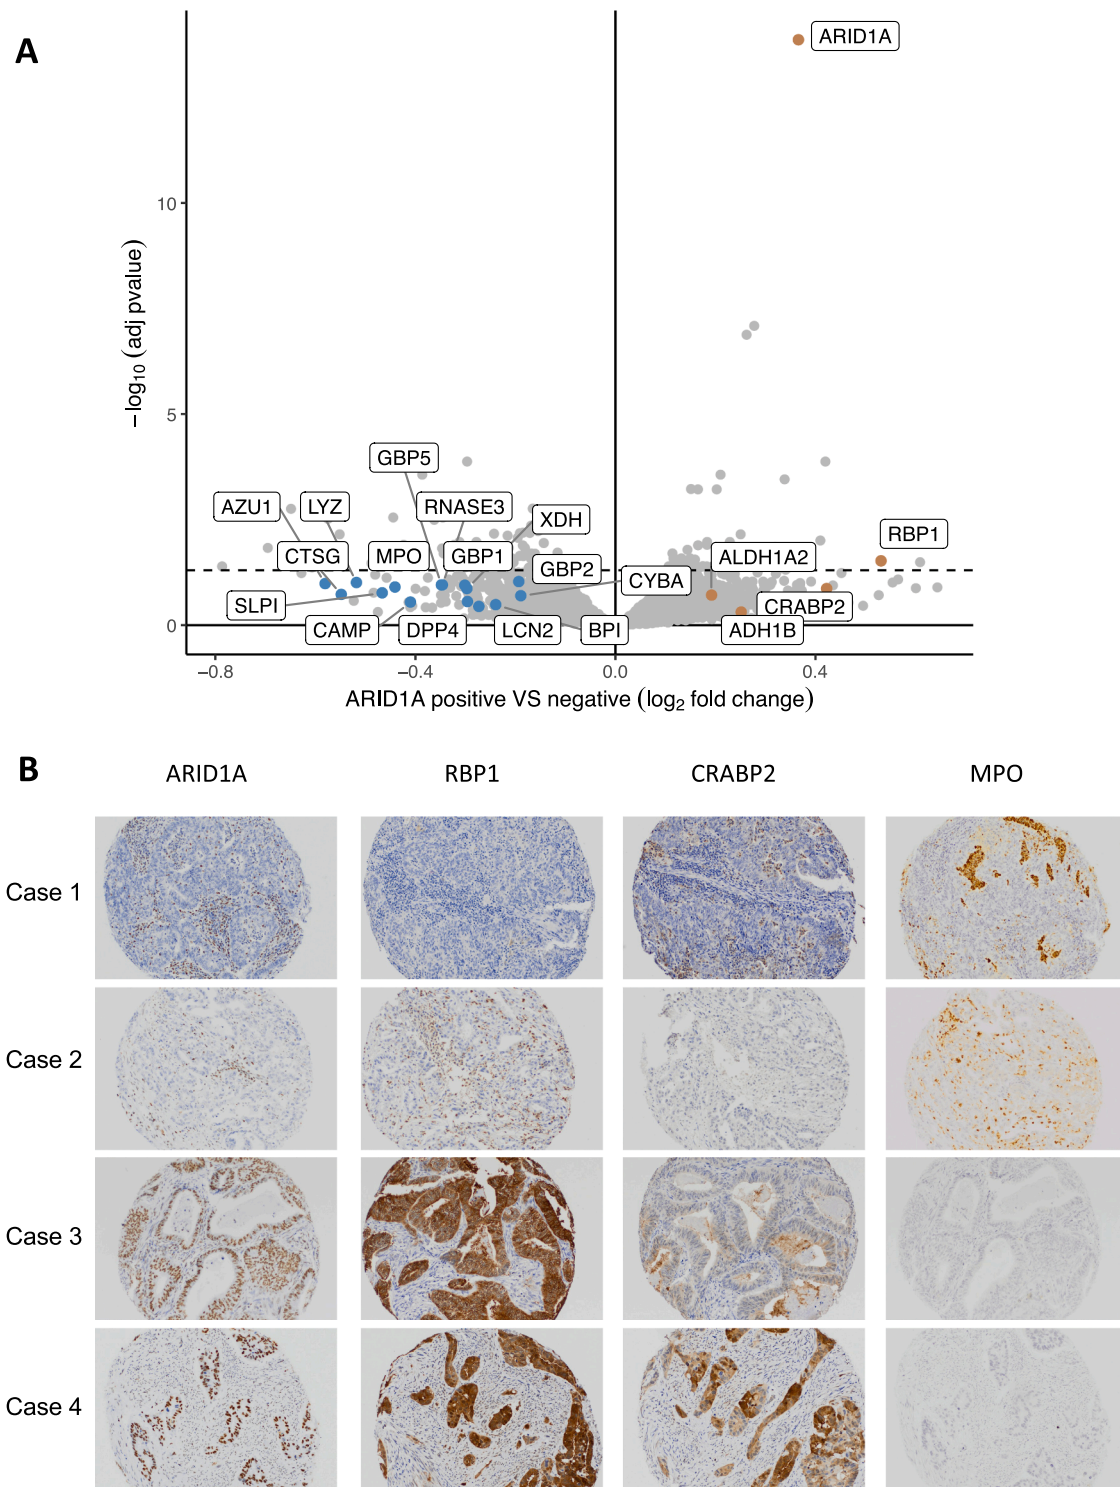 A
ARID1A
10
5
0
−log10 (adj pvalue)
GBP5
AZU1
LYZ
RNASE3
XDH
RBP1
CTSG
MPO
GBP1
GBP2
ALDH1A2
CYBA
SLPI
CRABP2
CAMP
DPP4
LCN2
BPI
ADH1B
−0.8
−0.4
0.0
0.4
ARID1A positive VS negative (log2 fold change)
B
ARID1A
RBP1
CRABP2
MPO
Case 1
Case 2
Case 3
Case 4